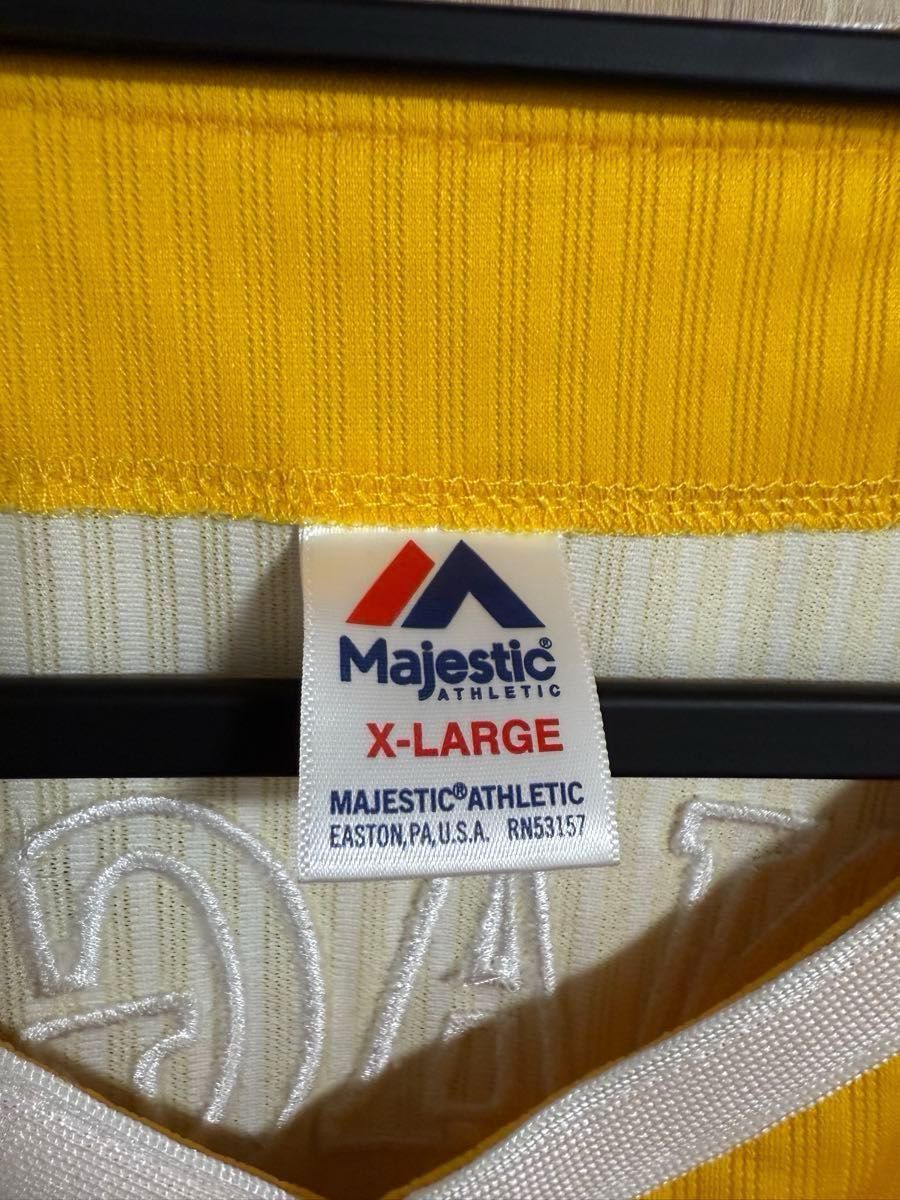 Majestic®
ATHLETIC
X-LARGE
MAJESTIC® ATHLETIC
EASTON, PA, U.S.A. RN53157